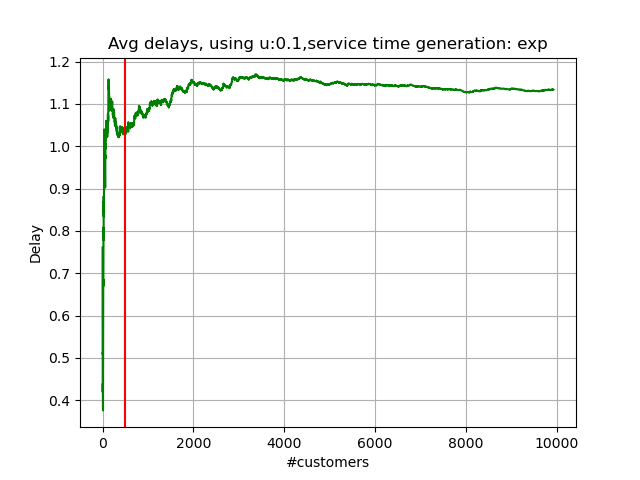 Avg delays, using u:0.1,service time generation: exp
1.2
1.1
1.0
0.9
0.8
0.7
0.6
0.5
0.4
Delay
0 2000 4000 6000 8000 10000
#customers